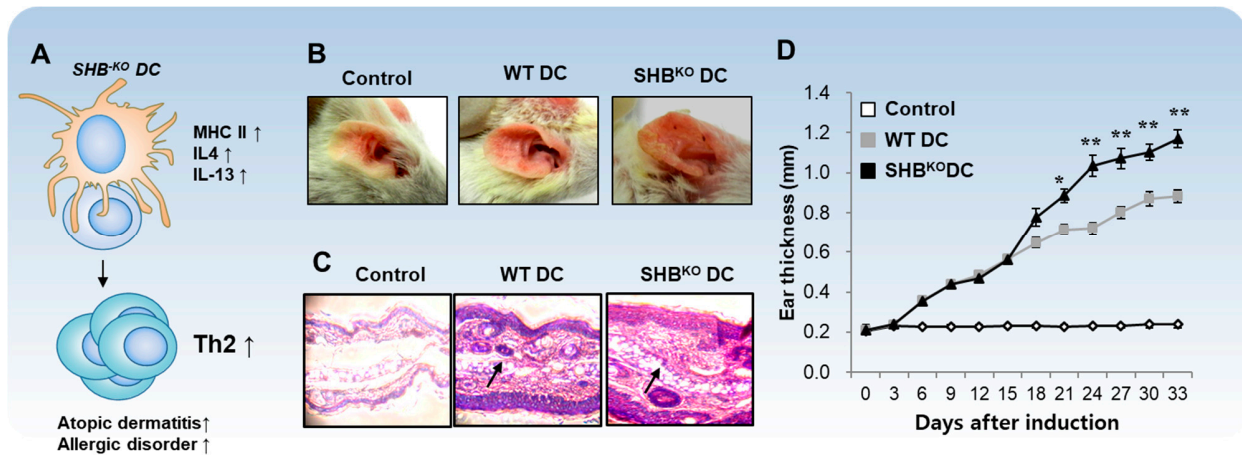 A
SHB-KO DC
MHC II ↑
IL4 ↑
IL-13 ↑
Th2 ↑
Atopic dermatitis↑
Allergic disorder ↑
B
Control
WT DC
SHBKO DC
C
Control
WT DC
SHBKO DC
D
Control
WT DC
SHBKODC
Ear thickness (mm)
1.4
1.2
1.0
0.8
0.6
0.4
0.2
0.0
* ** ** ** **
0 3 6 9 12 15 18 21 24 27 30 33
Days after induction